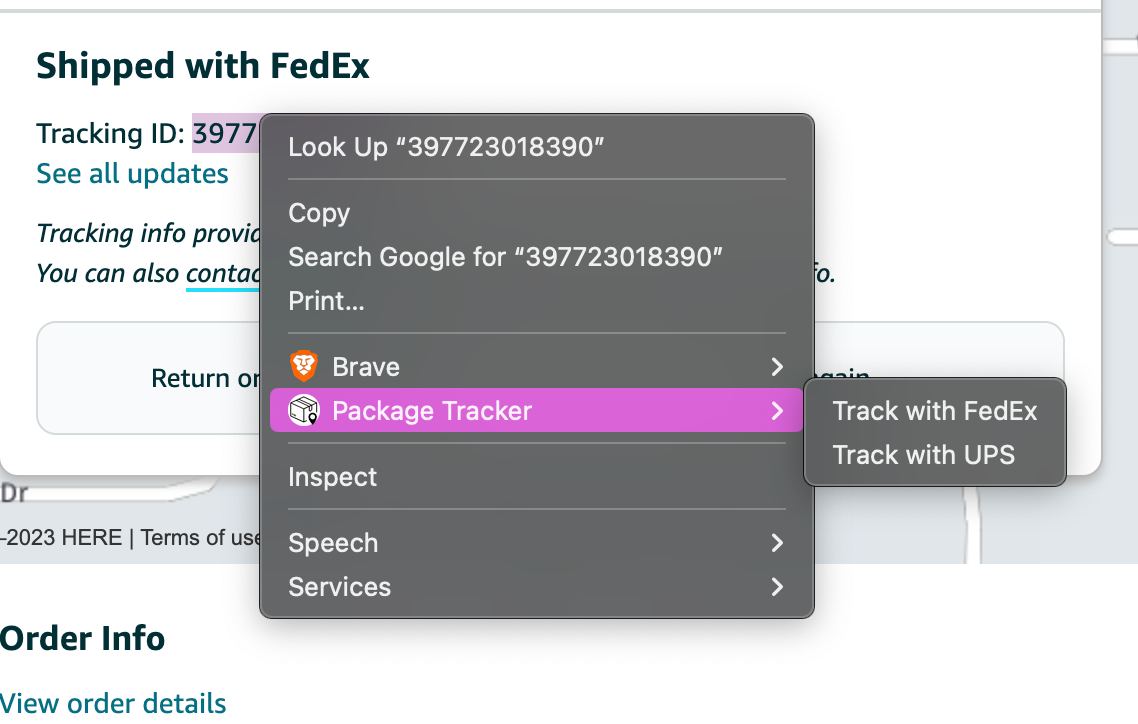 Shipped with FedEx
Tracking ID: 3977
See all updates
Tracking info provid
You can also contac
fo.
Return or
again
Look Up “397723018390”
Copy
Search Google for “397723018390”
Print...
Brave
Package Tracker
Track with FedEx
Track with UPS
Inspect
Speech
Services
Dr
–2023 HERE | Terms of use
Order Info
View order details